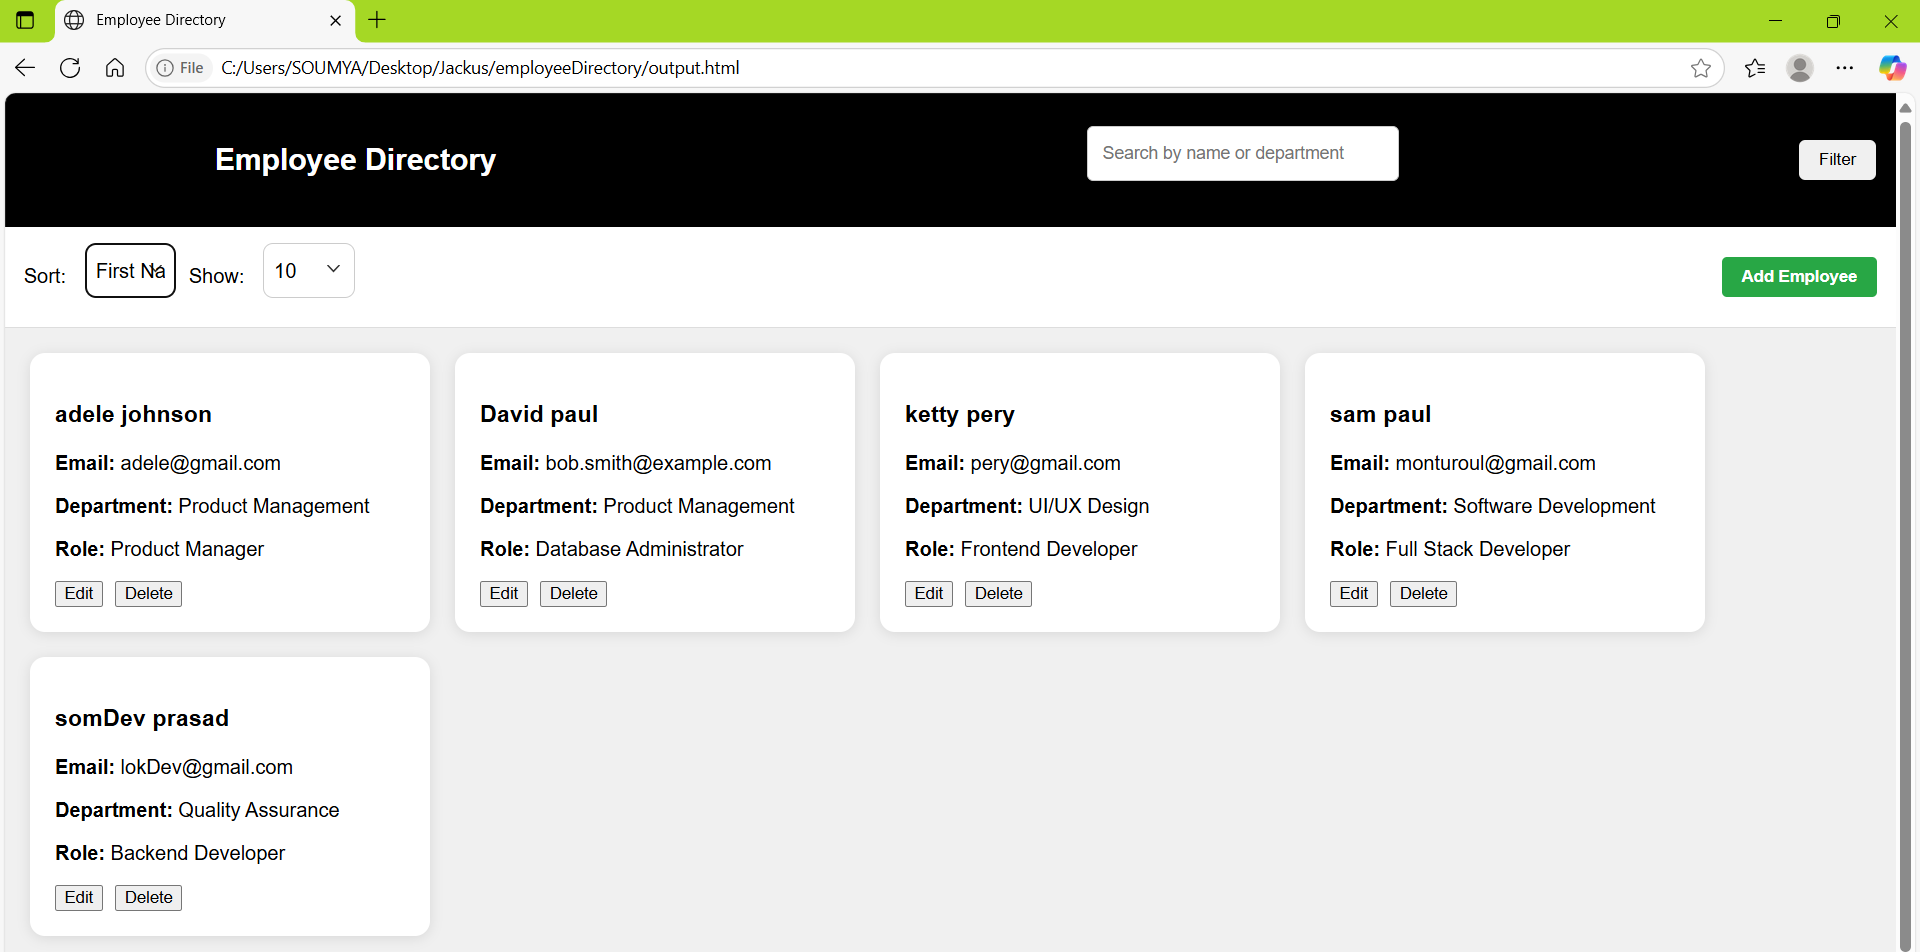 Employee Directory
File C:/Users/SOUMYA/Desktop/Jackus/employeeDirectory/output.html
Employee Directory
Search by name or department
Filter
Sort: First Na Show: 10
Add Employee
adele johnson
Email: adele@gmail.com
Department: Product Management
Role: Product Manager
Edit Delete
David paul
Email: bob.smith@example.com
Department: Product Management
Role: Database Administrator
Edit Delete
ketty pery
Email: pery@gmail.com
Department: UI/UX Design
Role: Frontend Developer
Edit Delete
sam paul
Email: monturoul@gmail.com
Department: Software Development
Role: Full Stack Developer
Edit Delete
somDev prasad
Email: lokDev@gmail.com
Department: Quality Assurance
Role: Backend Developer
Edit Delete